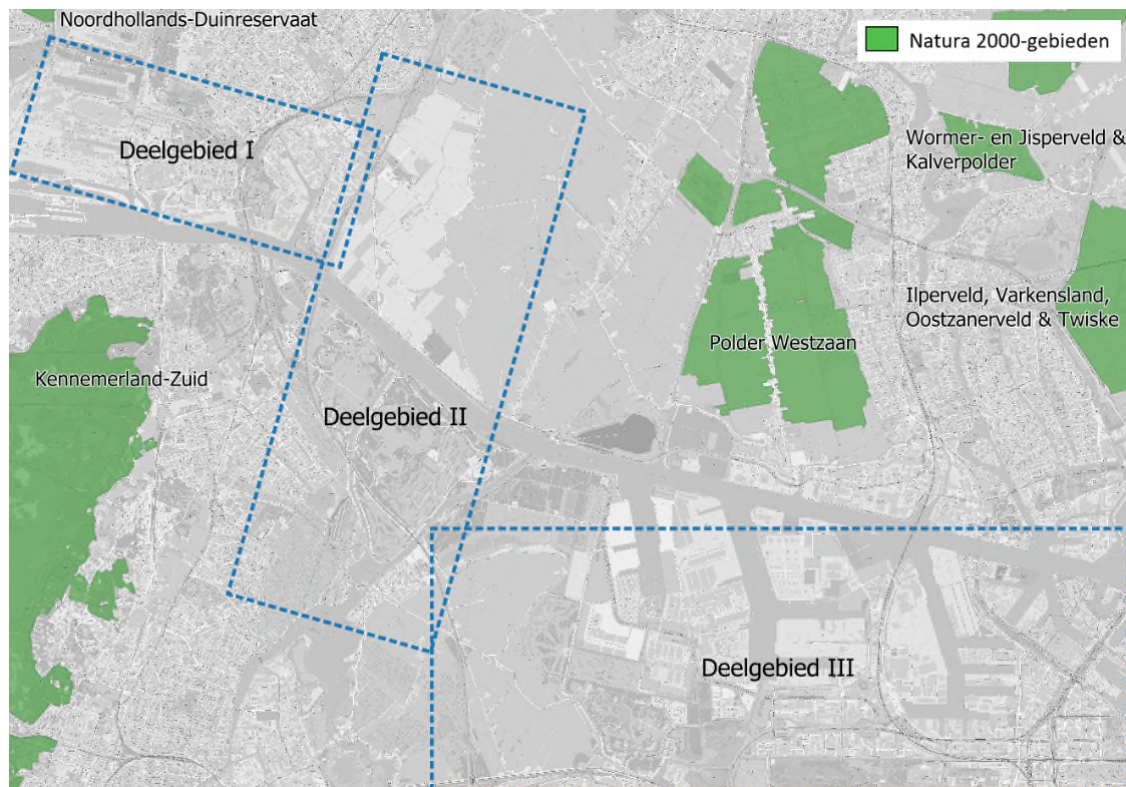 Noordhollands-Duinreservaat
Natura 2000-gebieden
Deelgebied I
Wormer- en Jisperveld &
Kalverpolder
Ilperveld, Varkensland,
Oostzanerveld & Twiske
Polder Westzaan
Kennemerland-Zuid
Deelgebied II
Deelgebied III